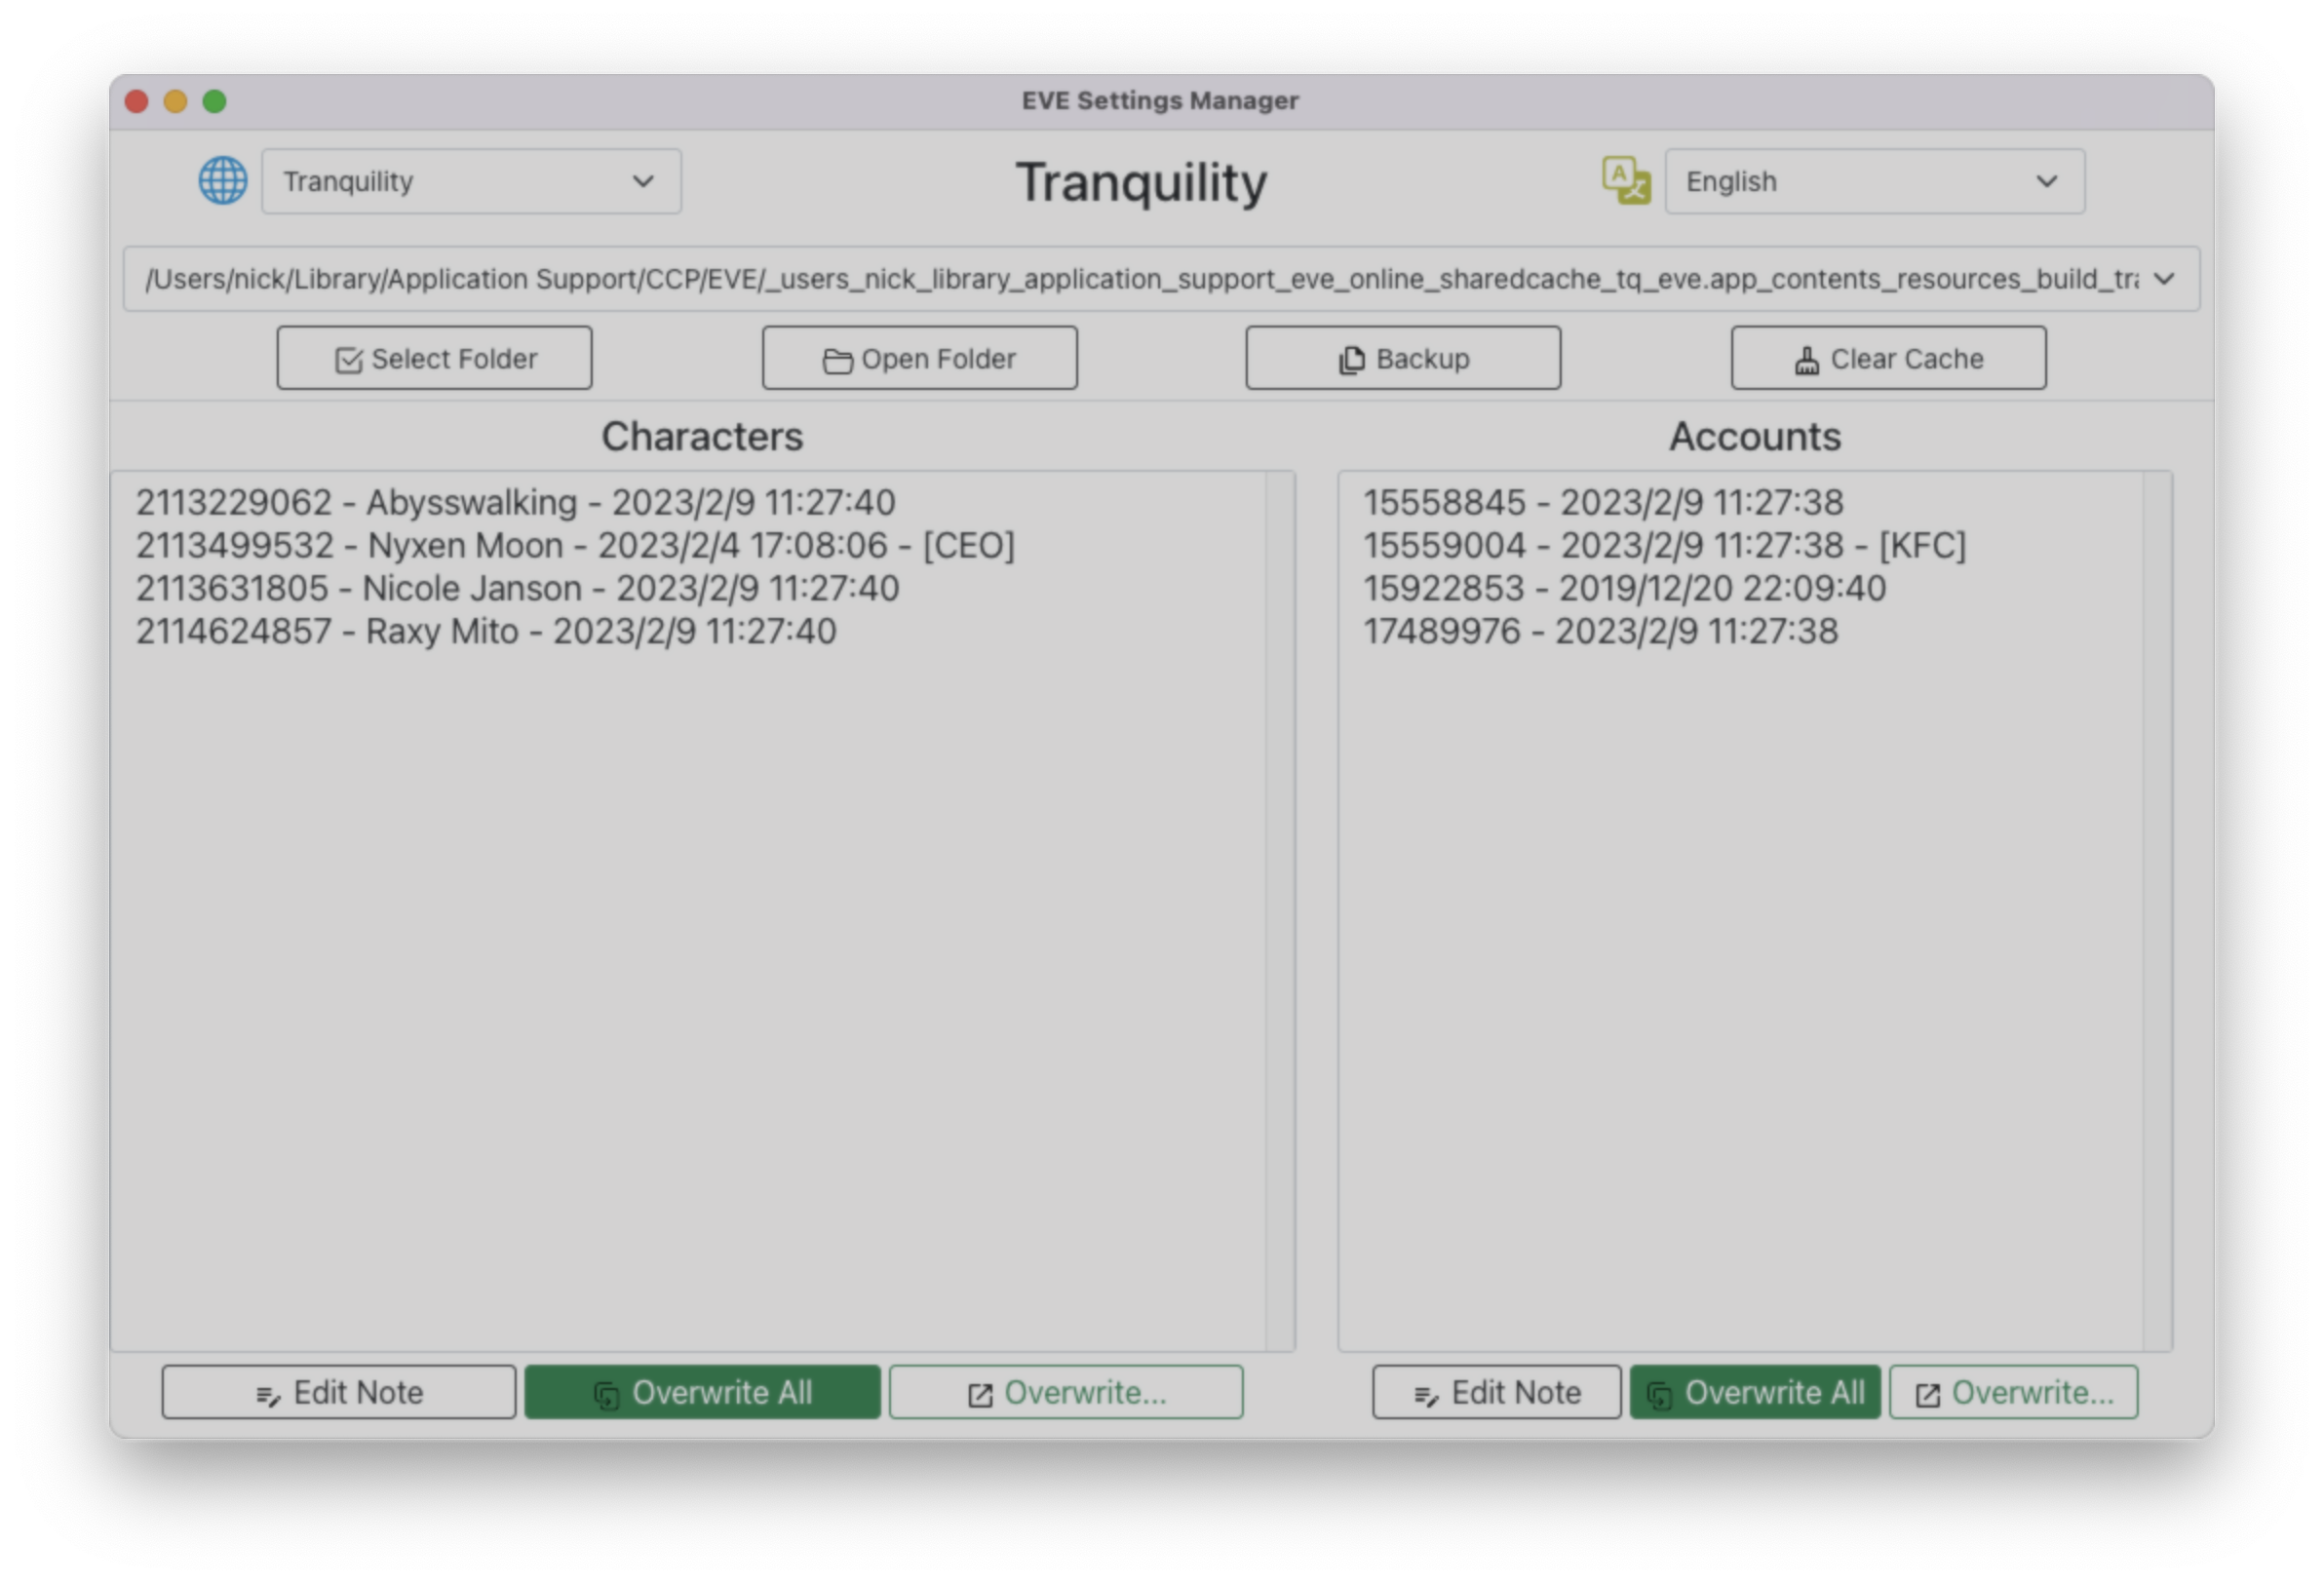 EVE Settings Manager
Tranquility
Tranquility
English
/Users/nick/Library/Application Support/CCP/EVE/_users_nick_library_application_support_eve_online_sharedcache_tq_eve.app_contents_resources_build_tra
Select Folder
Open Folder
Backup
Clear Cache
Characters
2113229062 - Abysswalking - 2023/2/9 11:27:40
2113499532 - Nyxen Moon - 2023/2/4 17:08:06 - [CEO]
2113631805 - Nicole Janson - 2023/2/9 11:27:40
2114624857 - Raxy Mito - 2023/2/9 11:27:40
Edit Note
Overwrite All
Overwrite...
Accounts
15558845 - 2023/2/9 11:27:38
15559004 - 2023/2/9 11:27:38 - [KFC]
15922853 - 2019/12/20 22:09:40
17489976 - 2023/2/9 11:27:38
Edit Note
Overwrite All
Overwrite...